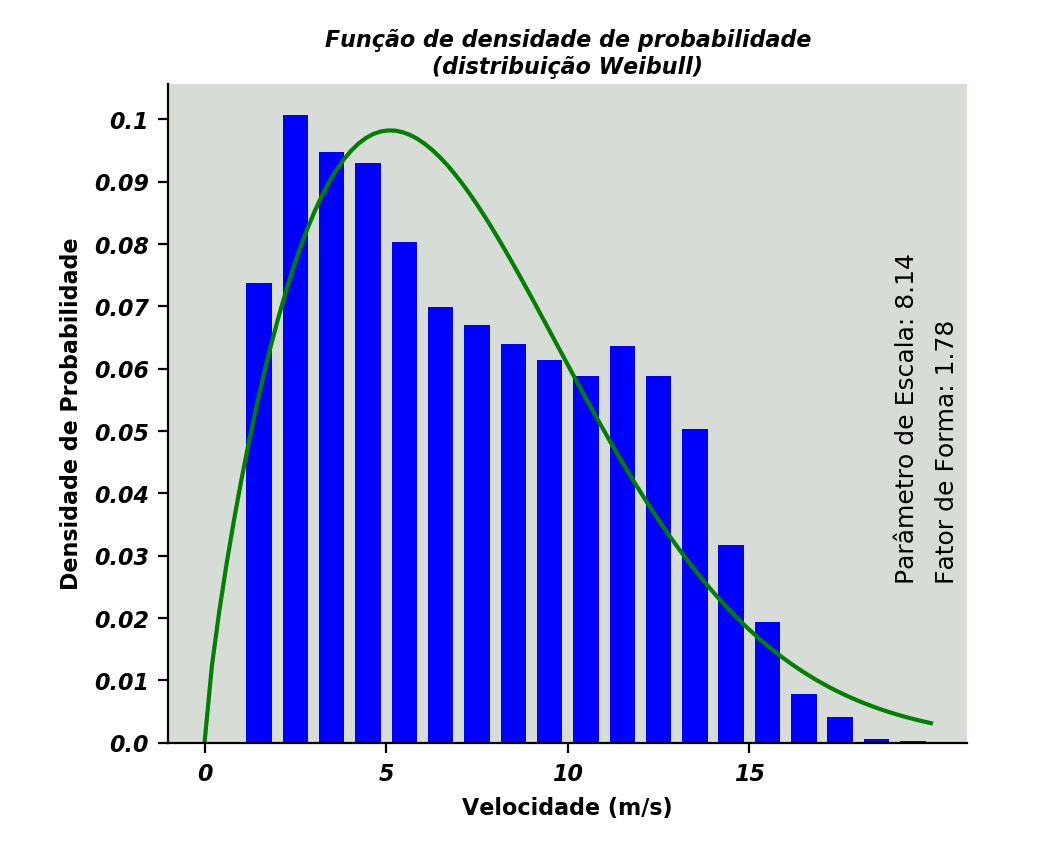 Função de densidade de probabilidade
(distribuição Weibull)
Densidade de Probabilidade
0.1
0.09
0.08
0.07
0.06
0.05
0.04
0.03
0.02
0.01
0.0
Parâmetro de Escala: 8.14
Fator de Forma: 1.78
0 5 10 15
Velocidade (m/s)